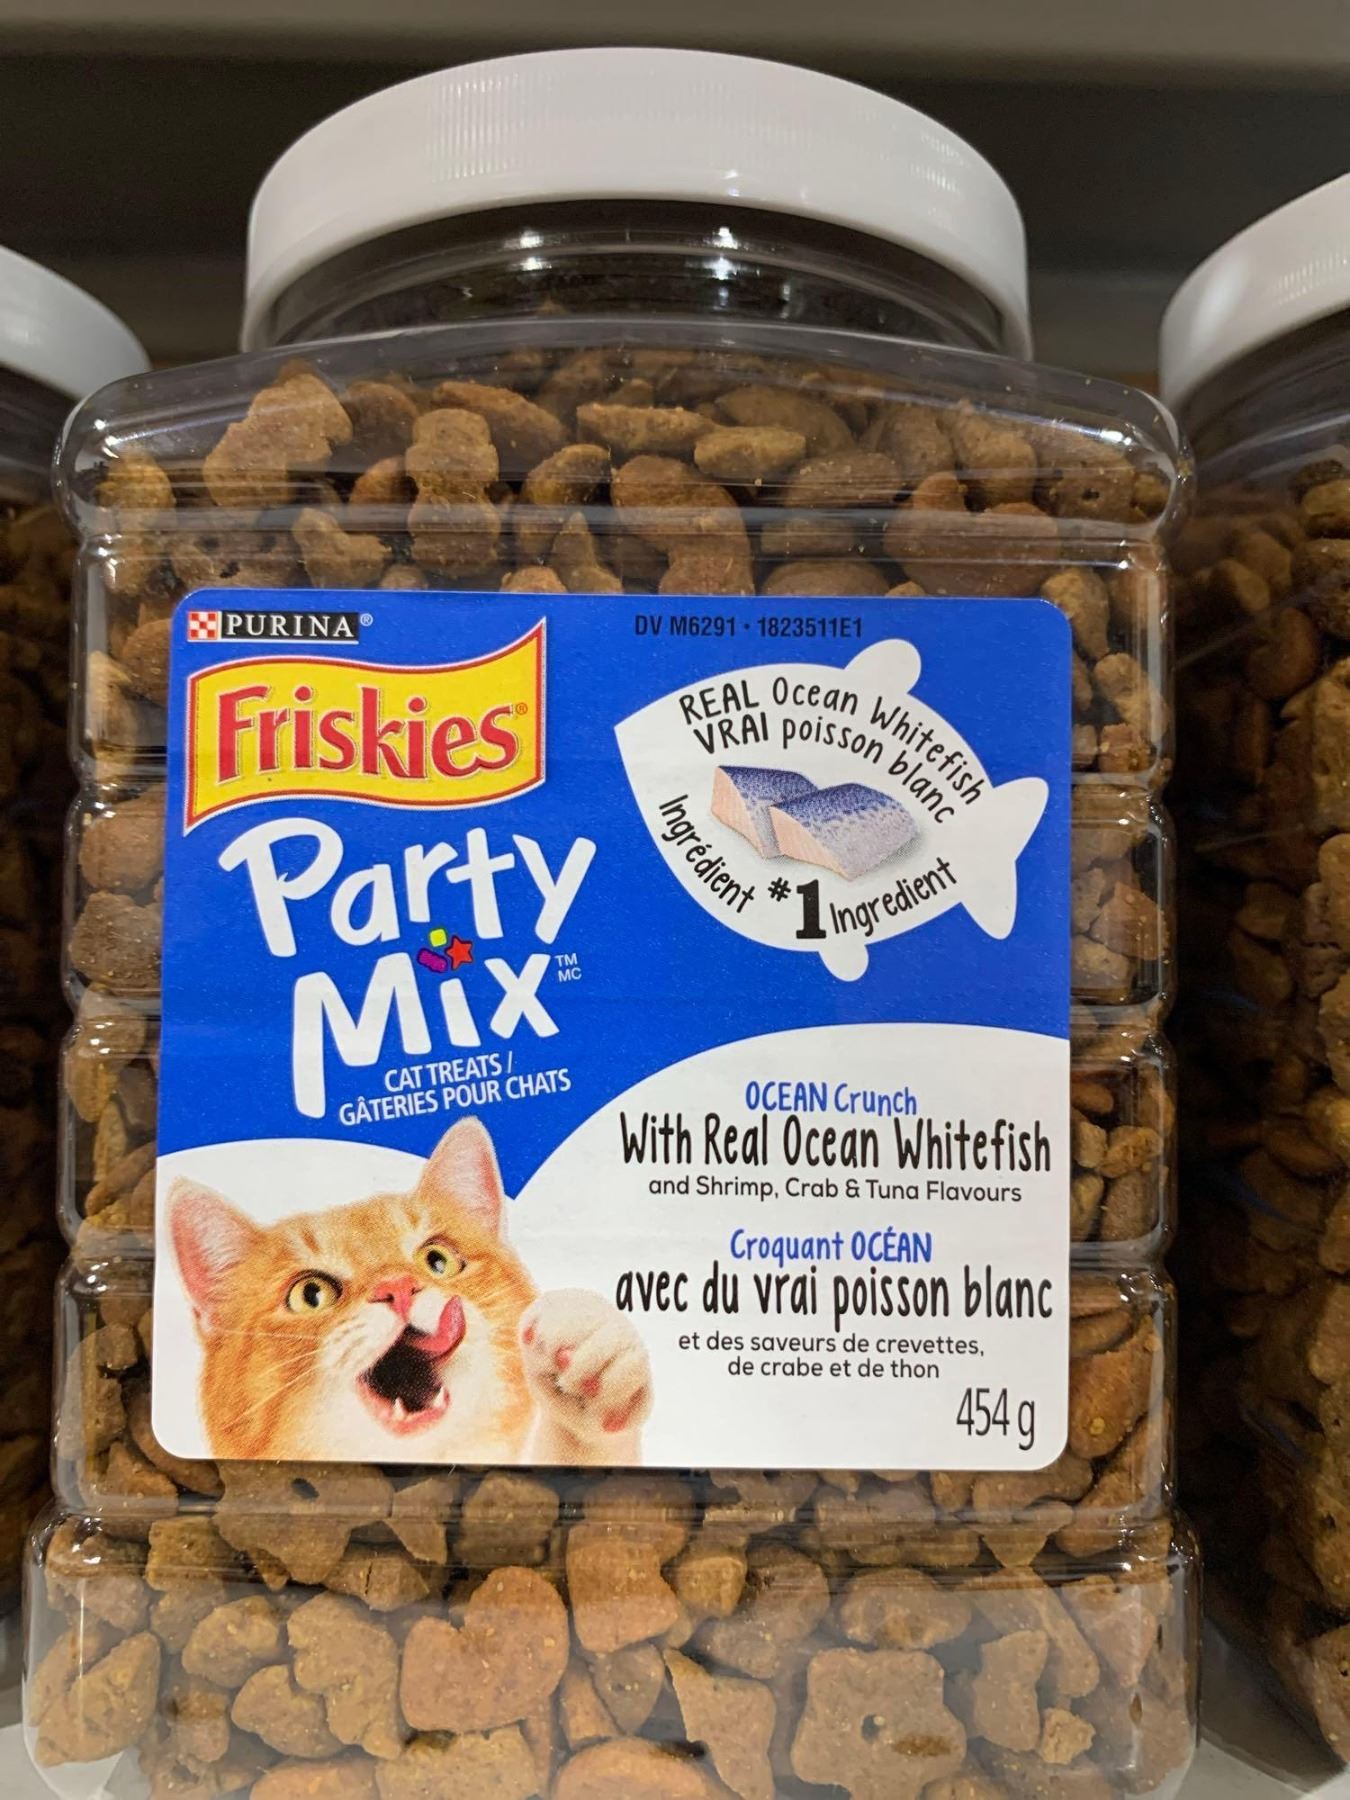 PURINA®
DV M6291 • 1823511E1
Friskies®
Party
Mix™ MC
CAT TREATS /
GÂTERIES POUR CHATS
REAL Ocean Whitefish
VRAI poisson blanc
Ingrédient #1 Ingredient
OCEAN Crunch
With Real Ocean Whitefish
and Shrimp, Crab & Tuna Flavours
Croquant OCÉAN
avec du vrai poisson blanc
et des saveurs de crevettes,
de crabe et de thon
454 g